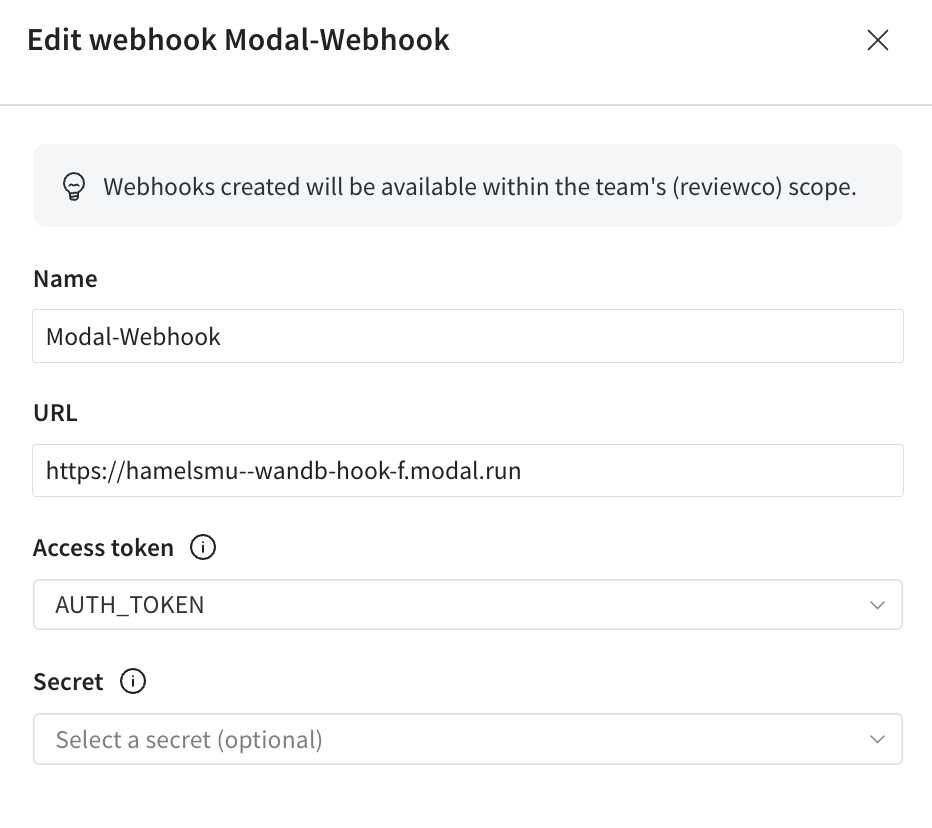 Edit webhook Modal-Webhook
Webhooks created will be available within the team's (reviewco) scope.
Name
Modal-Webhook
URL
https://hamelsmu--wandb-hook-f.modal.run
Access token
AUTH_TOKEN
Secret
Select a secret (optional)